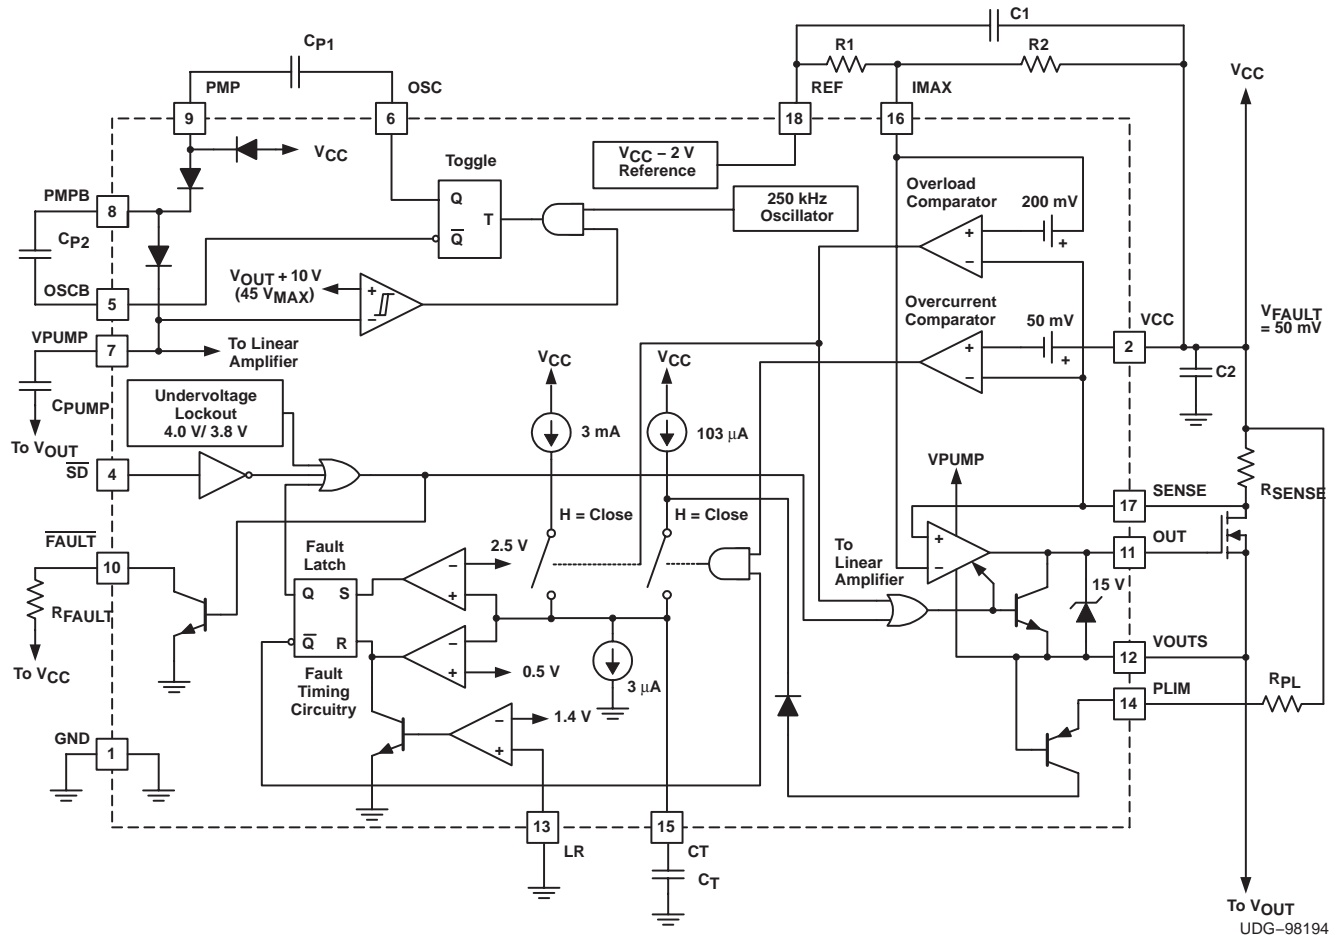 C1
CP1
R1
R2
PMP
OSC
REF
IMAX
VCC
9
6
18
16
VCC
VCC − 2 V
Reference
Toggle
PMPB
8
Q
T
Q
250 kHz
Oscillator
Overload
Comparator
200 mV
+
+
−
CP2
OSCB
5
VOUT + 10 V
(45 VMAX)
+
−
Overcurrent
Comparator
50 mV
VCC
+
+
−
2
VFAULT
= 50 mV
VPUMP
7
To Linear
Amplifier
CPUMP
To VOUT
VCC
VCC
C2
Undervoltage
Lockout
4.0 V/ 3.8 V
3 mA
103 μA
SD
4
VPUMP
RSENSE
SENSE
17
H = Close
H = Close
FAULT
10
RFAULT
To VCC
Fault
Latch
2.5 V
−
+
Q
S
Q
R
−
+
0.5 V
Fault
Timing
Circuitry
3 μA
To
Linear
Amplifier
+
−
OUT
11
15 V
VOUTS
12
PLIM
14
RPL
1.4 V
−
+
GND
1
13
LR
15
CT
CT
To VOUT
UDG−98194